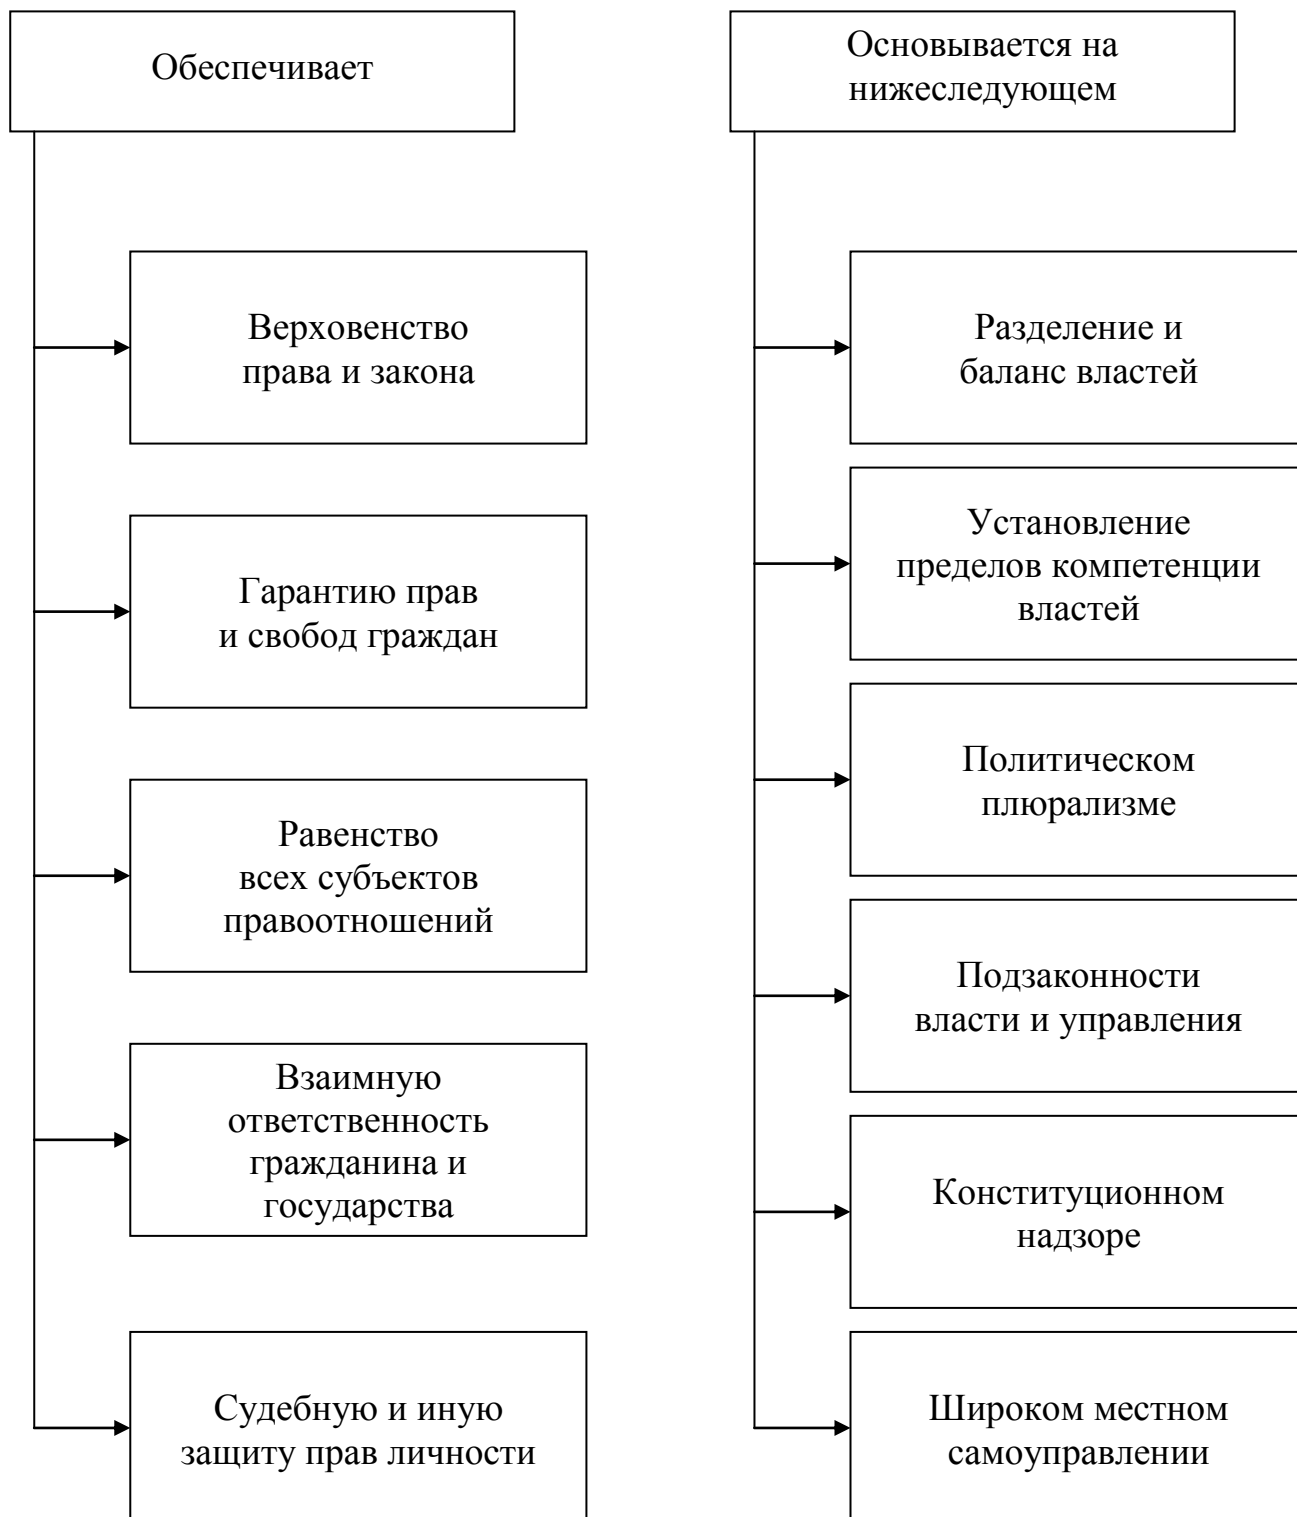 Обеспечивает
Верховенство
права и закона
Гарантию прав
и свобод граждан
Равенство
всех субъектов
правоотношений
Взаимную
ответственность
гражданина и
государства
Судебную и иную
защиту прав личности
Основывается на
нижеследующем
Разделение и
баланс властей
Установление
пределов компетенции
властей
Политическом
плюрализме
Подзаконности
власти и управления
Конституционном
надзоре
Широком местном
самоуправлении